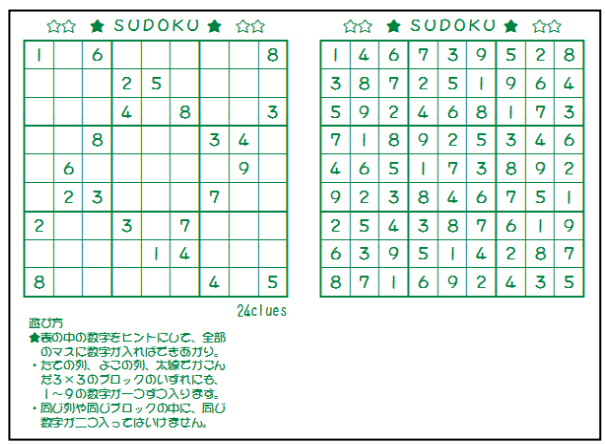 ☆☆ ★ SUDOKU ★ ☆☆
☆☆ ★ SUDOKU ★ ☆☆
1 6 8
2 5
4 8 3
8 3 4
6 9
2 3 7
2 3 7
1 4
8 4 5
1 4 6 7 3 9 5 2 8
3 8 7 2 5 1 9 6 4
5 9 2 4 6 8 1 7 3
7 1 8 9 2 5 3 4 6
4 6 5 1 7 3 8 9 2
9 2 3 8 4 6 7 5 1
2 5 4 3 8 7 6 1 9
6 3 9 5 1 4 2 8 7
8 7 1 6 9 2 4 3 5
24clues
遊び方
★表の中の数字をヒントにして、全部
のマスに数字が入ればできあがり。
・たての列、よこの列、太線でかこん
だ3×3のブロックのいずれにも、
1~9の数字が一つずつ入ります。
・同じ列や同じブロックの中に、同じ
数字が二つ入ってはいけません。